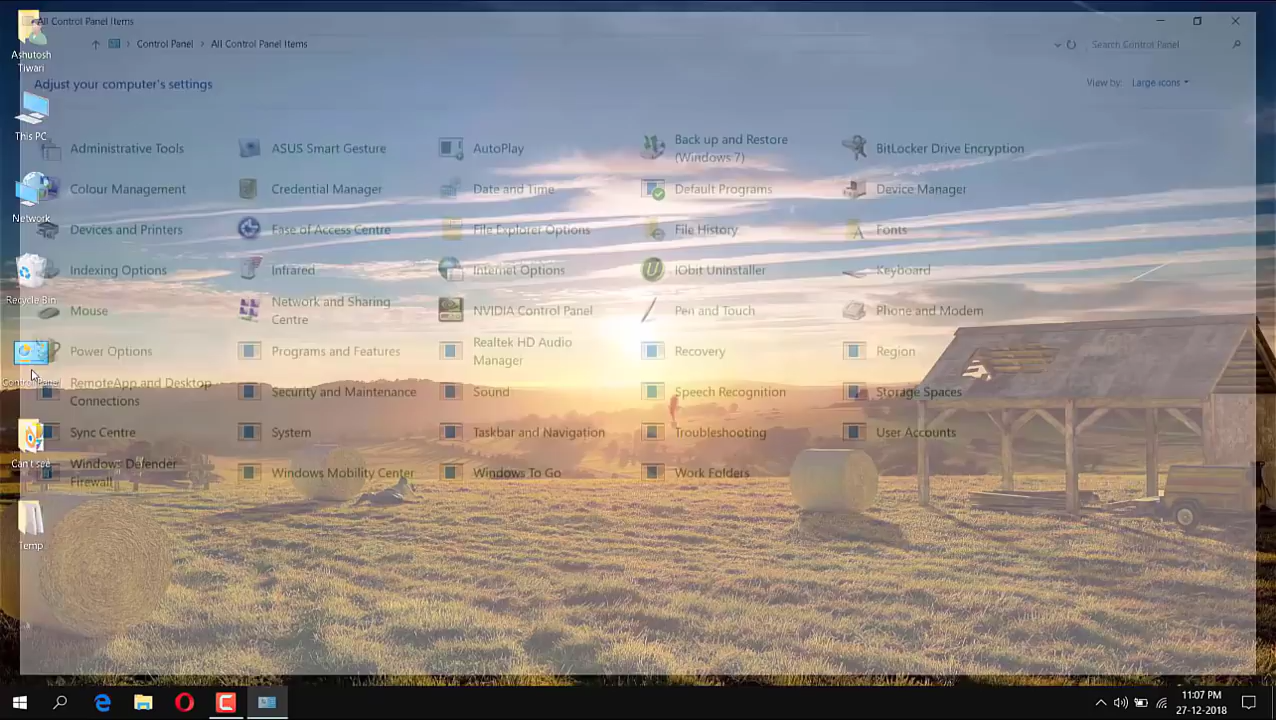 All Control Panel Items
Control Panel
All Control Panel Items
Search Control Panel
Adjust your computer's settings
View by:
Large icons
Administrative Tools
ASUS Smart Gesture
AutoPlay
Back up and Restore
(Windows 7)
BitLocker Drive Encryption
Colour Management
Credential Manager
Date and Time
Default Programs
Device Manager
Devices and Printers
Ease of Access Centre
File Explorer Options
File History
Fonts
Indexing Options
Infrared
Internet Options
IObit Uninstaller
Keyboard
Mouse
Network and Sharing
Centre
NVIDIA Control Panel
Pen and Touch
Phone and Modem
Power Options
Programs and Features
Realtek HD Audio
Manager
Recovery
Region
RemoteApp and Desktop
Connections
Security and Maintenance
Sound
Speech Recognition
Storage Spaces
Sync Centre
System
Taskbar and Navigation
Troubleshooting
User Accounts
Windows Defender
Firewall
Windows Mobility Center
Windows To Go
Work Folders
Ashutosh
Tiwari
This PC
Network
Recycle Bin
Control Panel
Can't see
Temp
11:07 PM
27-12-2018